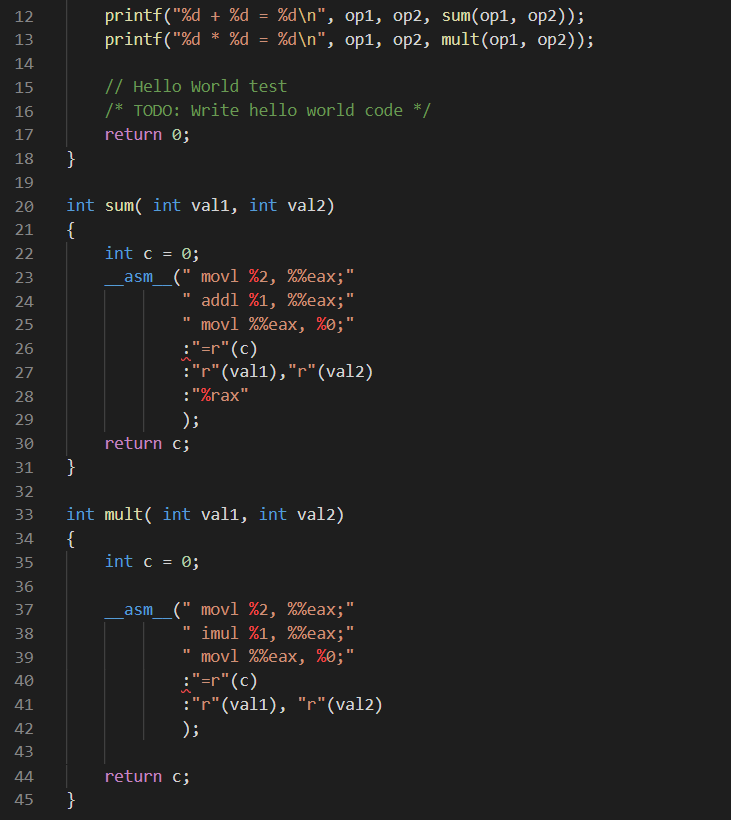 12 printf("%d + %d = %d\n", op1, op2, sum(op1, op2));
13 printf("%d * %d = %d\n", op1, op2, mult(op1, op2));
14
15 // Hello World test
16 /* TODO: Write hello world code */
17 return 0;
18 }
19
20 int sum( int val1, int val2)
21 {
22 int c = 0;
23 __asm__(" movl %2, %%eax;"
24 " addl %1, %%eax;"
25 " movl %%eax, %0;"
26 :"=r"(c)
27 :"r"(val1),"r"(val2)
28 :"%rax"
29 );
30 return c;
31 }
32
33 int mult( int val1, int val2)
34 {
35 int c = 0;
36
37 __asm__(" movl %2, %%eax;"
38 " imul %1, %%eax;"
39 " movl %%eax, %0;"
40 :"=r"(c)
41 :"r"(val1), "r"(val2)
42 );
43
44 return c;
45 }